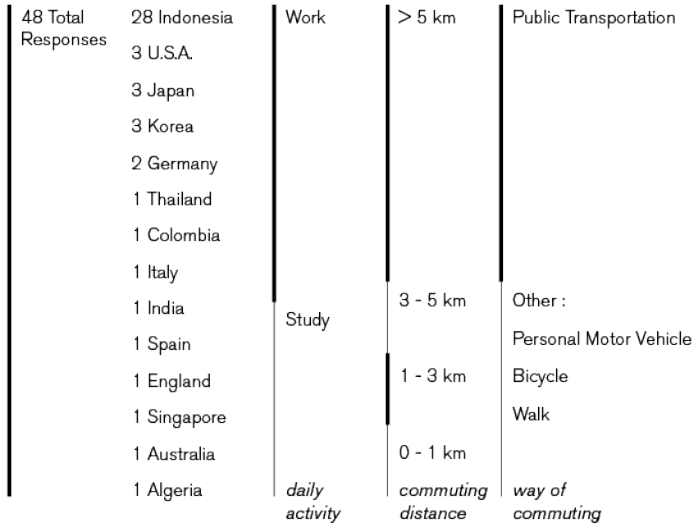 48 Total
Responses
28 Indonesia
3 U.S.A.
3 Japan
3 Korea
2 Germany
1 Thailand
1 Colombia
1 Italy
1 India
1 Spain
1 England
1 Singapore
1 Australia
1 Algeria
Work
Study
daily
activity
> 5 km
3 - 5 km
1 - 3 km
0 - 1 km
commuting
distance
Public Transportation
Other :
Personal Motor Vehicle
Bicycle
Walk
way of
commuting